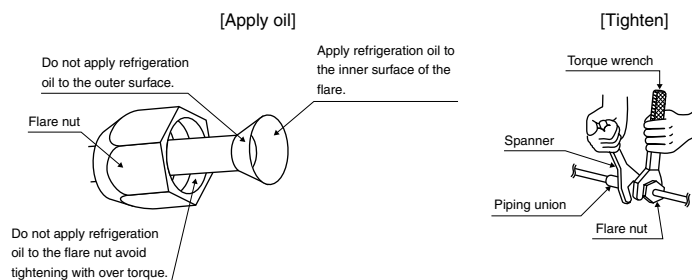 [Apply oil]
Do not apply refrigeration
oil to the outer surface.
Apply refrigeration oil to
the inner surface of the
flare.
Flare nut
Do not apply refrigeration
oil to the flare nut avoid
tightening with over torque.
[Tighten]
Torque wrench
Spanner
Piping union
Flare nut